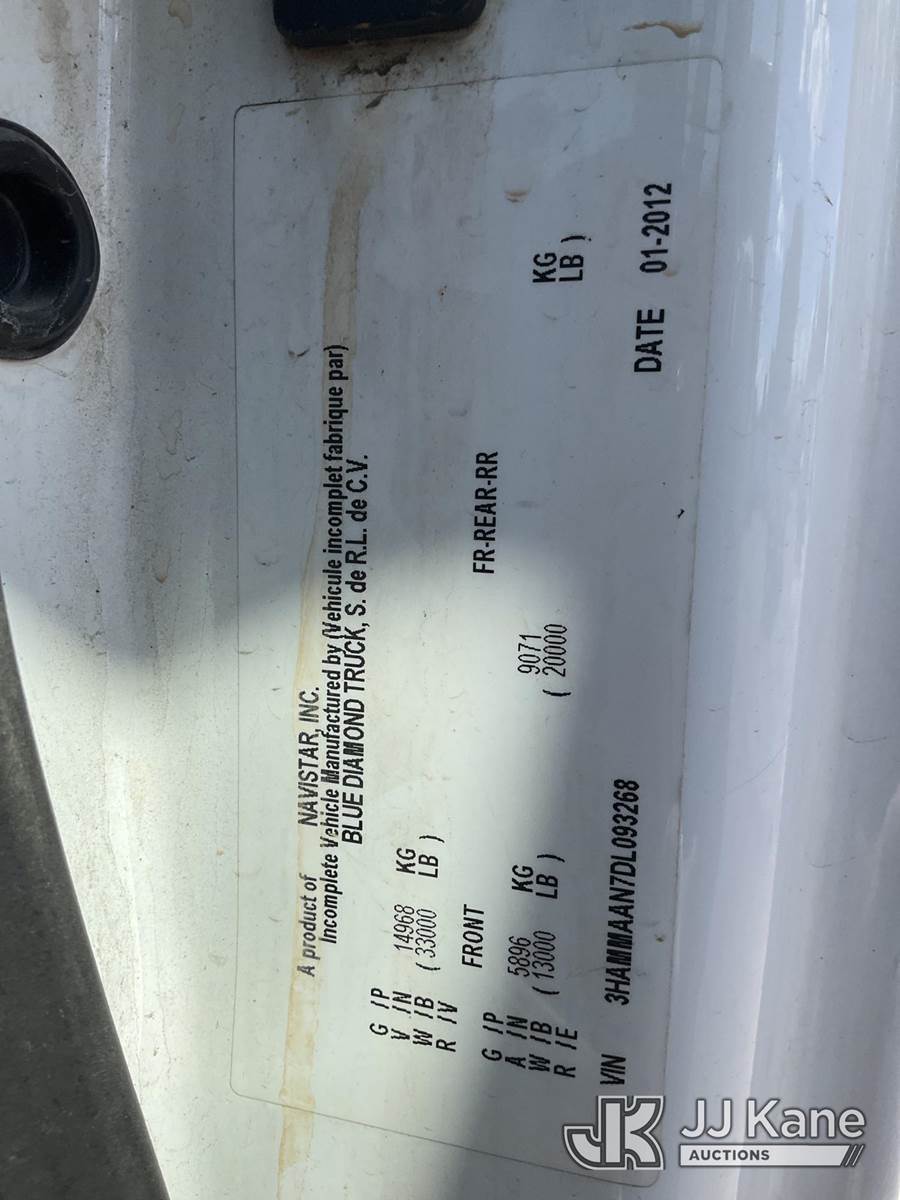 A product of NAVISTAR, INC.
Incomplete Vehicle Manufactured by (Vehicule incomplet fabrique par)
BLUE DIAMOND TRUCK, S. de R.L. de C.V.
G /P 14968 KG
V /N ( 33000 LB )
W /B
R /V
FRONT FR-REAR-RR
G /P 5896 KG 9071 KG
A /N ( 13000 LB ) ( 20000 LB )
W /B
R /E
VIN 3HAMMAAN7DL093268 DATE 01-2012
JJ Kane
AUCTIONS